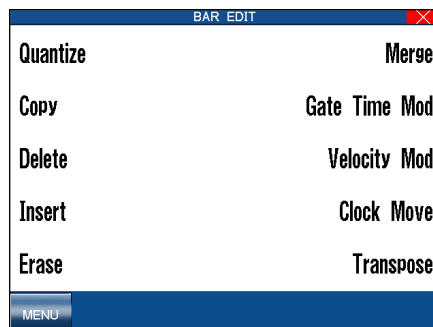 BAR EDIT
Quantize Merge
Copy Gate Time Mod
Delete Velocity Mod
Insert Clock Move
Erase Transpose
MENU